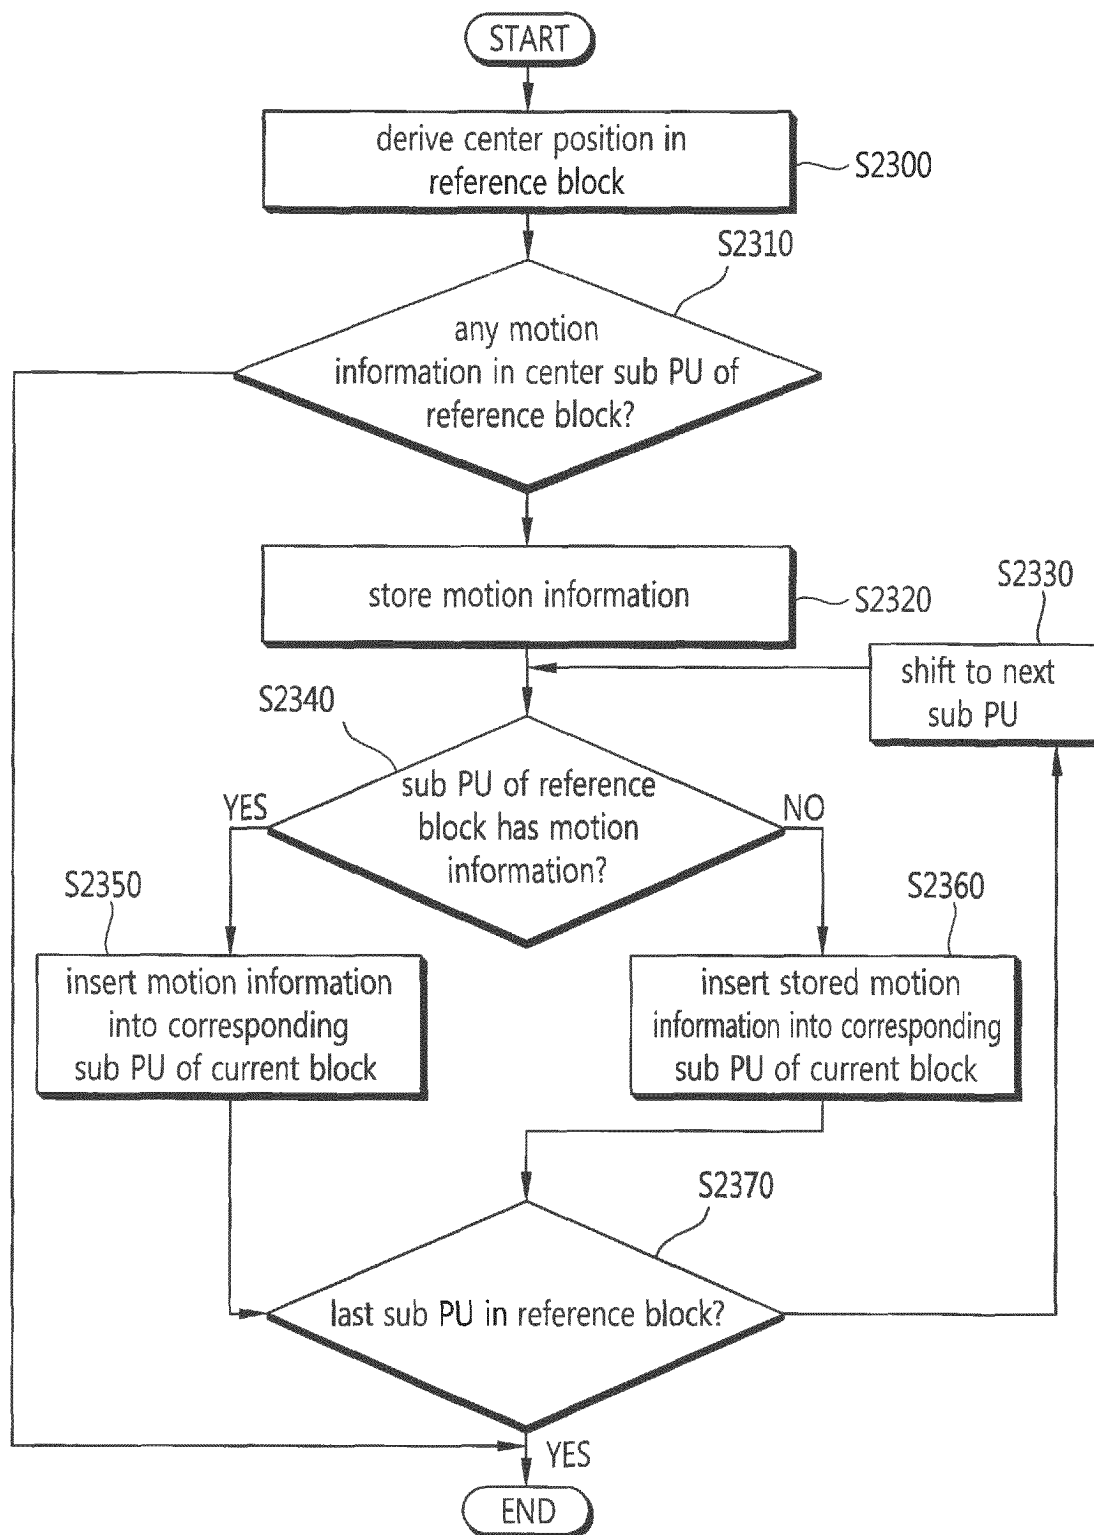 START
derive center position in
reference block
S2300
S2310
any motion
information in center sub PU of
reference block?
store motion information
S2320
S2330
shift to next
sub PU
S2340
sub PU of reference
block has motion
information?
YES
NO
S2350
insert motion information
into corresponding
sub PU of current block
S2360
insert stored motion
information into corresponding
sub PU of current block
S2370
last sub PU in reference block?
YES
END